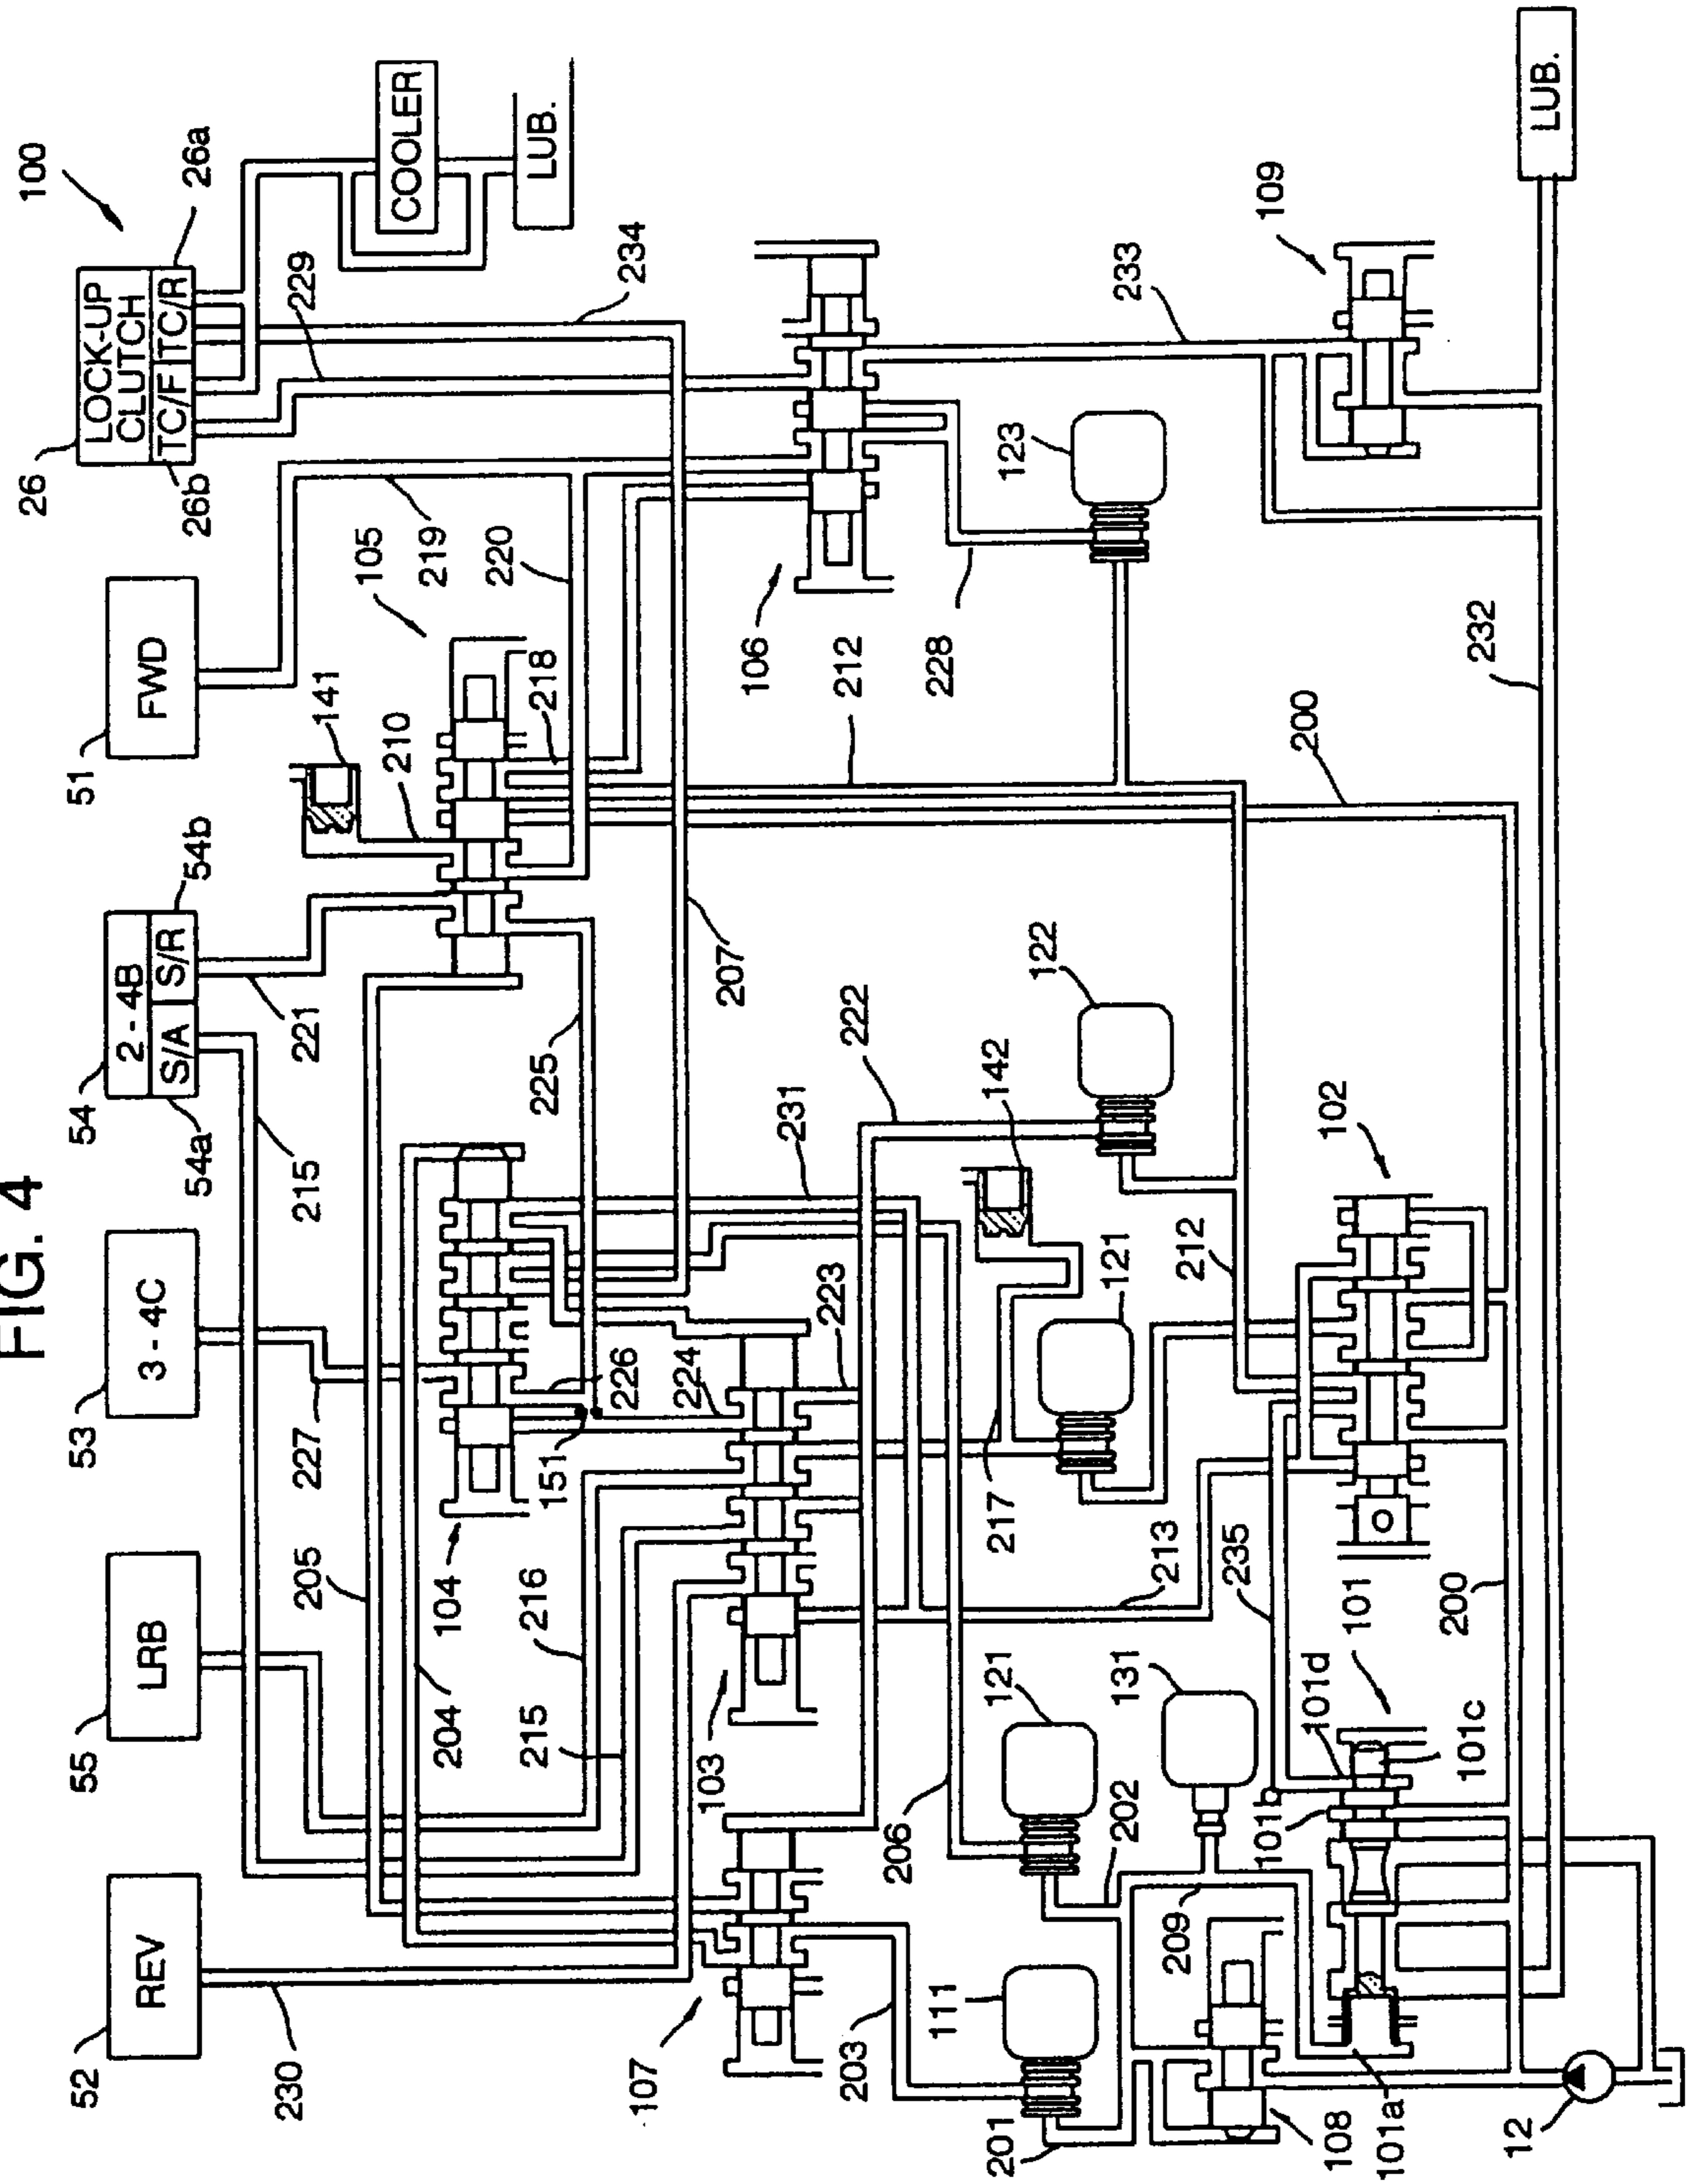 FIG. 4
100
26
LOCK-UP
CLUTCH
TC/F
TC/R
26a
26b
COOLER
LUB.
229
234
51
FWD
219
220
105
141
210
218
54
2 - 4B
S/A
S/R
54a
54b
221
215
53
3 - 4C
227
55
LRB
205
52
REV
230
204
104
151
226
224
225
207
231
216
215
103
223
222
107
203
206
106
212
228
123
233
109
LUB.
232
200
122
142
121
217
213
235
212
102
101
200
121
131
202
209
111
201
108
101a
101b
101d
101c
12